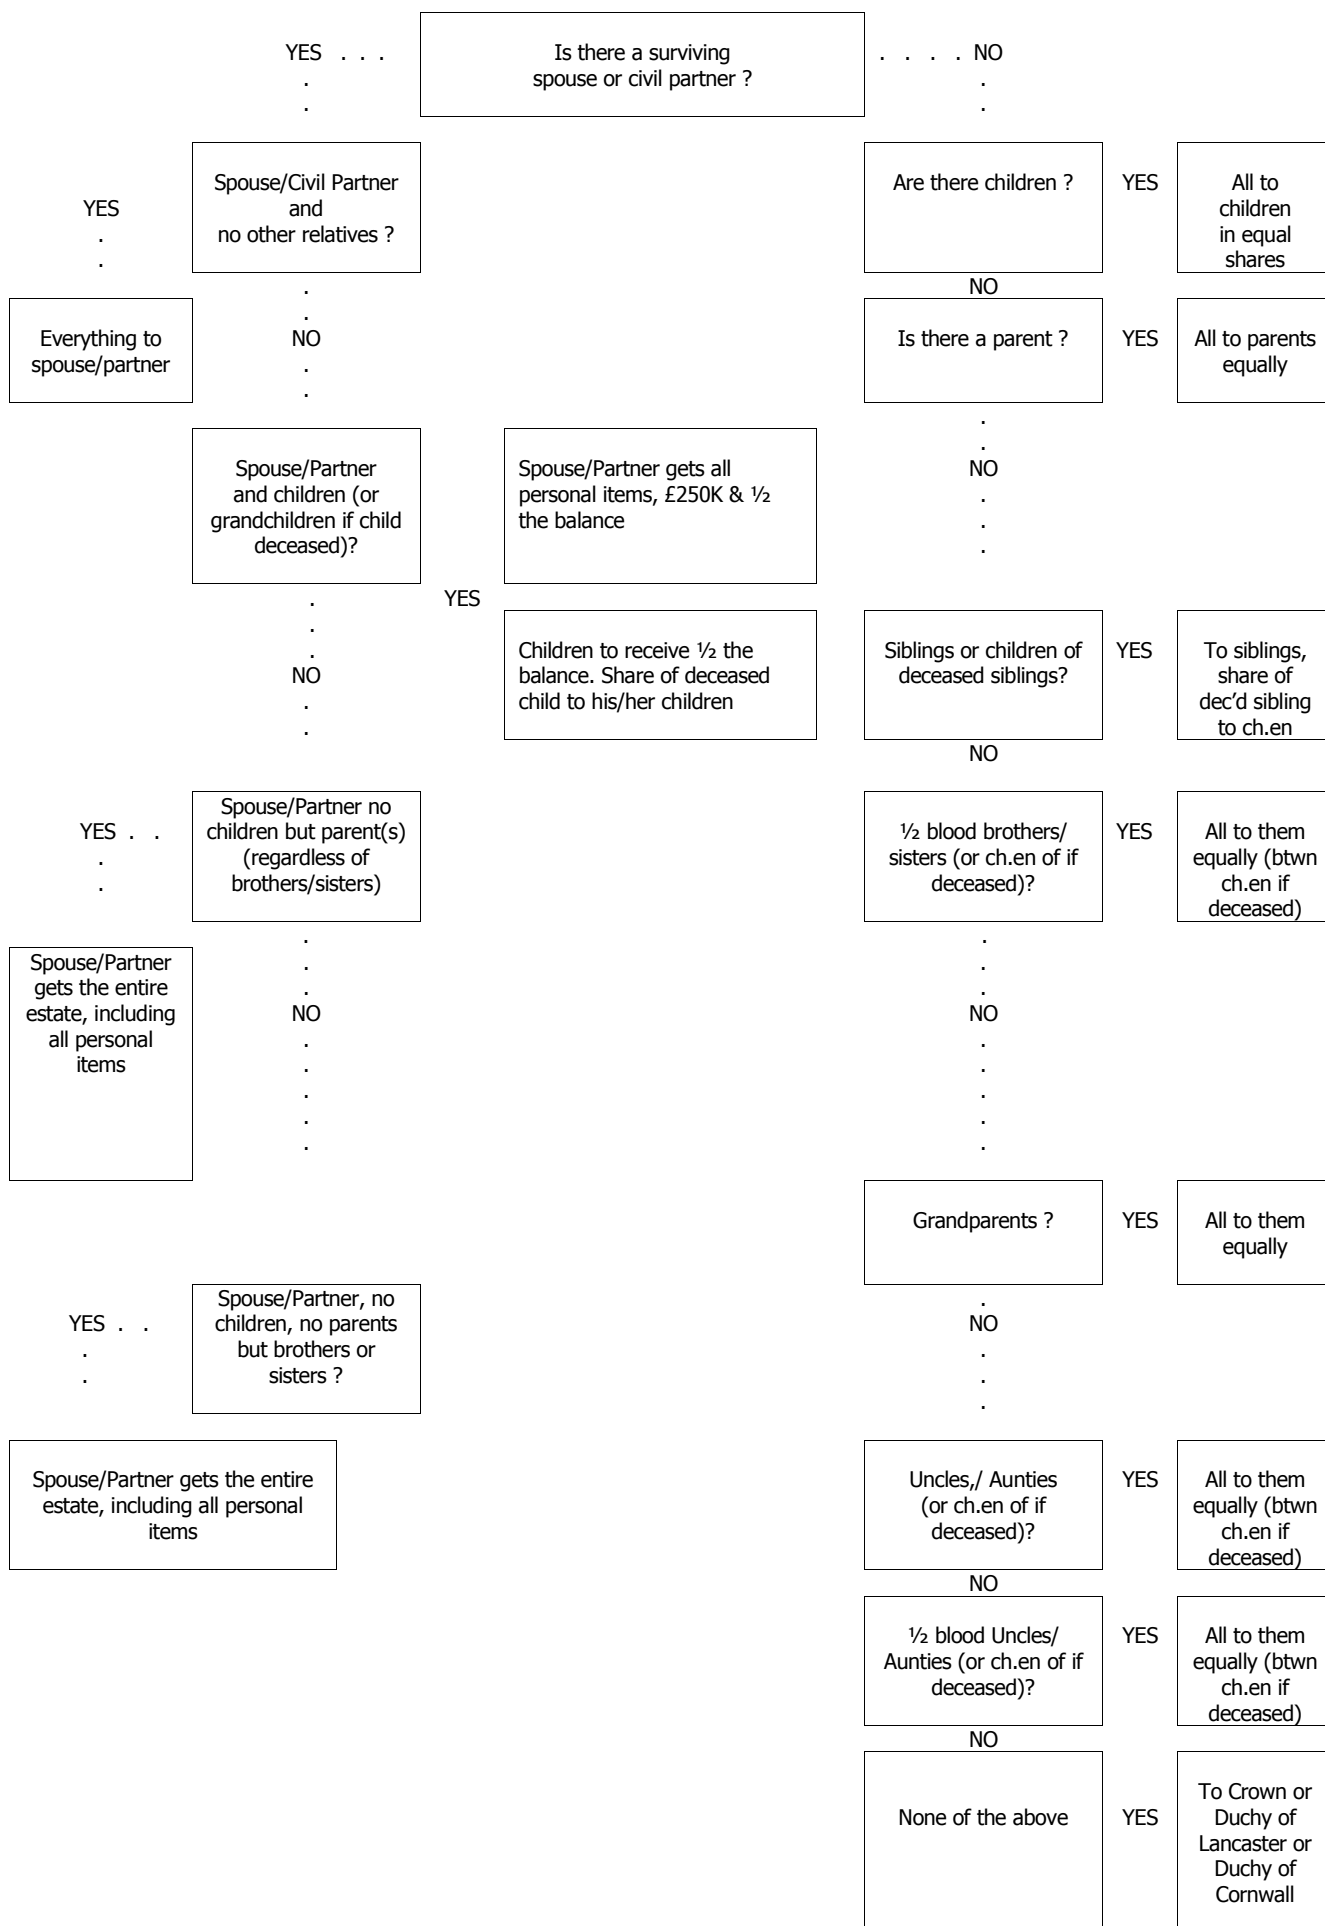 YES . . .
Is there a surviving
spouse or civil partner ?
. . . . NO
.
.
.
.
Spouse/Civil Partner
and
no other relatives ?
YES
.
.
Are there children ?
YES
All to
children
in equal
shares
.
.
NO
.
.
NO
Everything to
spouse/partner
Is there a parent ?
YES
All to parents
equally
.
.
NO
.
.
.
Spouse/Partner
and children (or
grandchildren if child
deceased)?
Spouse/Partner gets all
personal items, £250K & ½
the balance
YES
.
.
.
NO
.
.
Children to receive ½ the
balance. Share of deceased
child to his/her children
Siblings or children of
deceased siblings?
YES
To siblings,
share of
dec’d sibling
to ch.en
NO
YES . .
.
.
Spouse/Partner no
children but parent(s)
(regardless of
brothers/sisters)
½ blood brothers/
sisters (or ch.en of if
deceased)?
YES
All to them
equally (btwn
ch.en if
deceased)
Spouse/Partner
gets the entire
estate, including
all personal
items
.
.
.
NO
.
.
.
.
.
.
.
.
NO
.
.
.
.
.
Grandparents ?
YES
All to them
equally
YES . .
.
.
Spouse/Partner, no
children, no parents
but brothers or
sisters ?
.
NO
.
.
.
Spouse/Partner gets the entire
estate, including all personal
items
Uncles,/ Aunties
(or ch.en of if
deceased)?
YES
All to them
equally (btwn
ch.en if
deceased)
NO
½ blood Uncles/
Aunties (or ch.en of if
deceased)?
YES
All to them
equally (btwn
ch.en if
deceased)
NO
None of the above
YES
To Crown or
Duchy of
Lancaster or
Duchy of
Cornwall